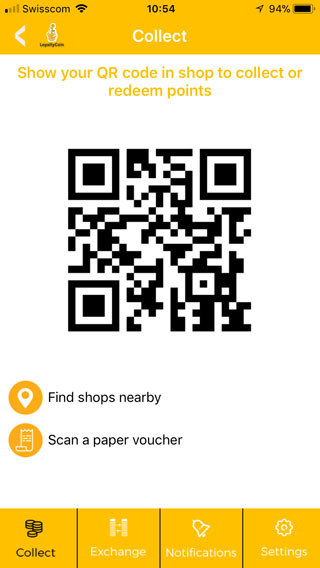 Swisscom 10:54 94%
LoyaltyCoin
Collect
Show your QR code in shop to collect or
redeem points
Find shops nearby
Scan a paper voucher
Collect Exchange Notifications Settings